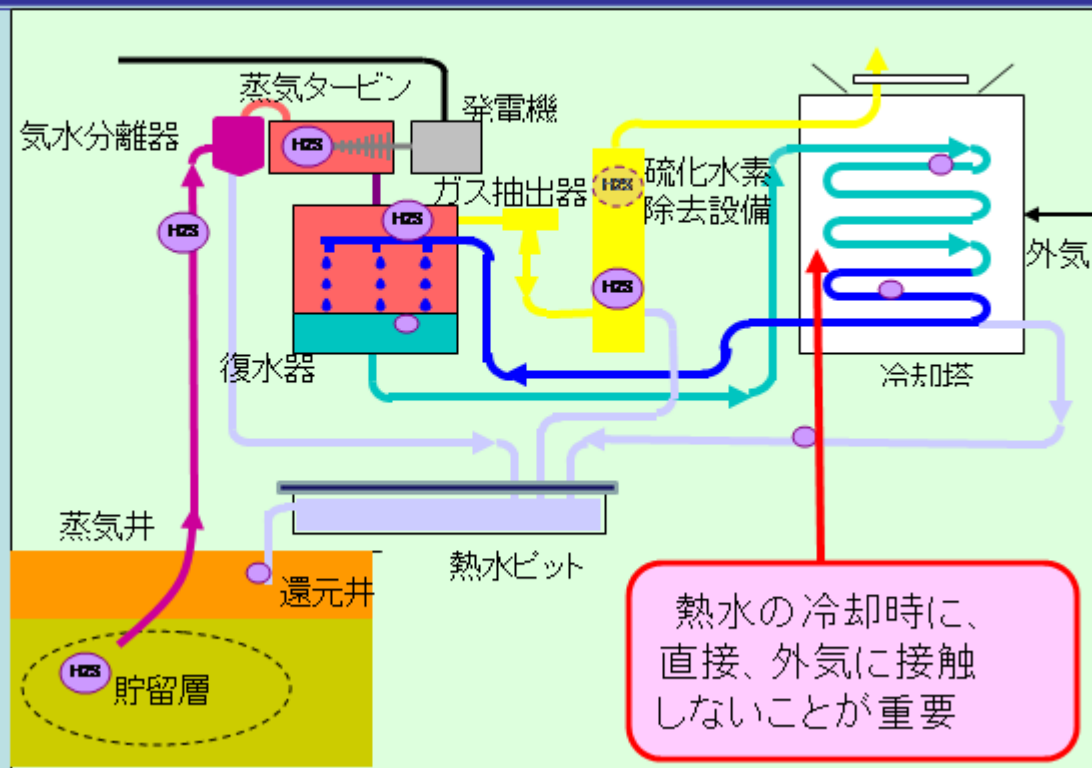 蒸気タービン
発電機
気水分離器
H2S
ガス抽出器
硫化水素
除去設備
H2S
H2S
H2S
外気
H2S
復水器
冷却塔
蒸気井
熱水ピット
還元井
H2S
貯留層
熱水の冷却時に、
直接、外気に接触
しないことが重要